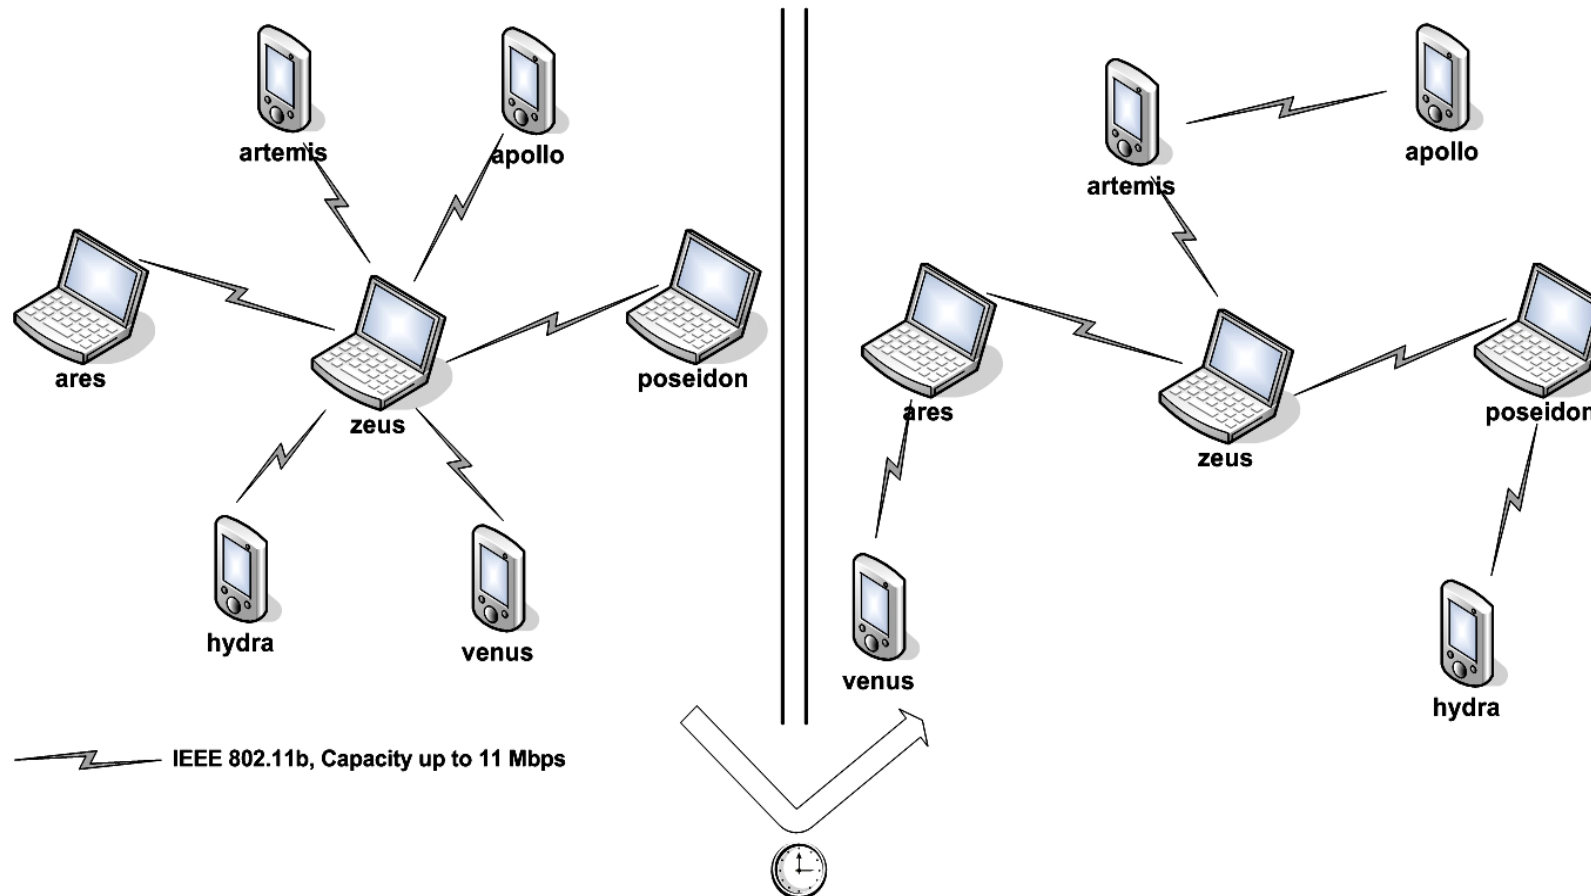 artemis
apollo
ares
zeus
poseidon
hydra
venus
IEEE 802.11b, Capacity up to 11 Mbps
artemis
apollo
ares
zeus
poseidon
venus
hydra